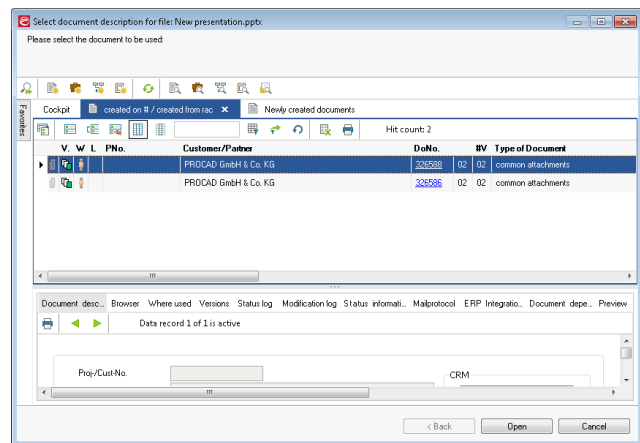 Select document description for file: New presentation.pptx
Please select the document to be used:
Favorites
Cockpit created on # / created from rac Newly created documents
Hit count: 2
V. W L PNo. Customer/Partner DoNo. #V Type of Document
PROCAD GmbH & Co. KG 326588 02 02 common attachments
PROCAD GmbH & Co. KG 326586 02 02 common attachments
Document desc... Browser Where used Versions Status log Modification log Status informati... Mailprotocol ERP Integratio... Document depe... Preview
Data record 1 of 1 is active
Proj-/Cust-No.
CRM
< Back Open Cancel